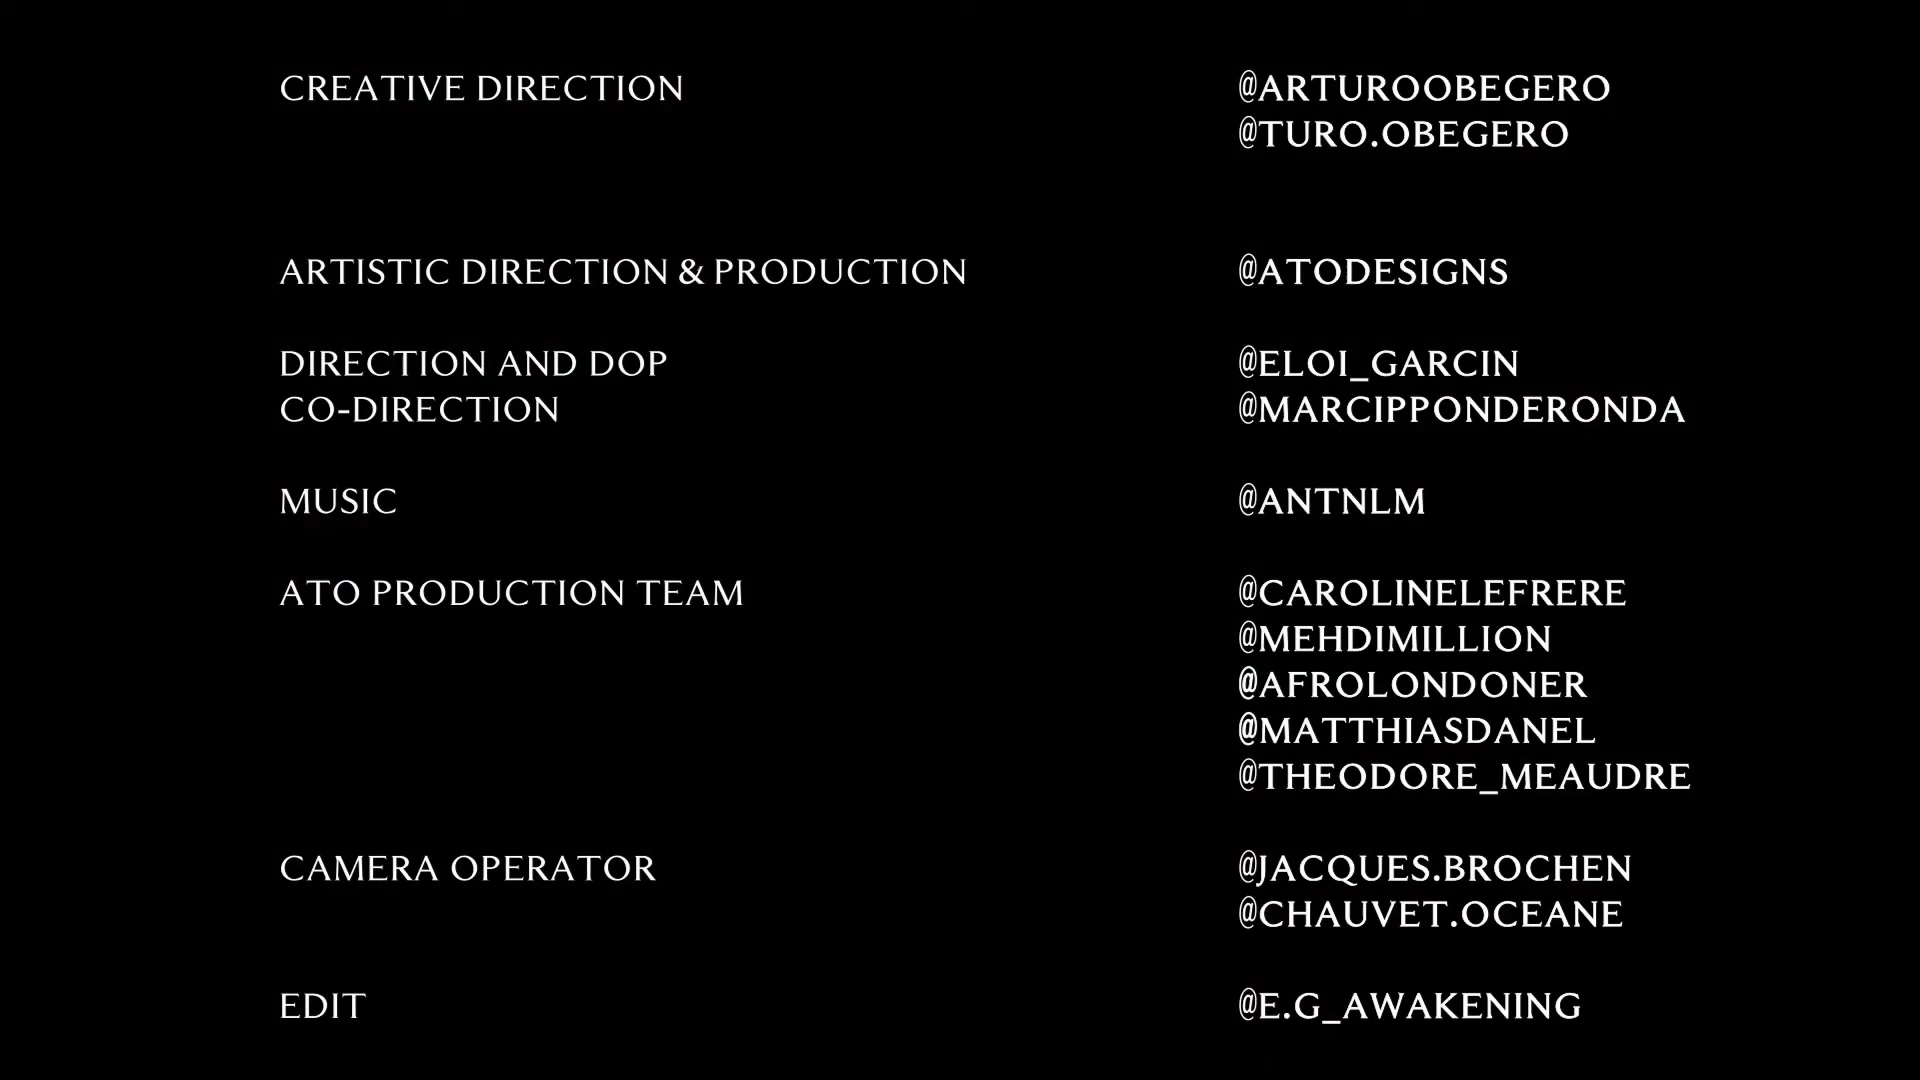 CREATIVE DIRECTION @ARTUROOBEGERO
@TURO.OBEGERO
ARTISTIC DIRECTION & PRODUCTION @ATODESIGNS
DIRECTION AND DOP @ELOI_GARCIN
CO-DIRECTION @MARCIPPONDERONDA
MUSIC @ANTNLM
ATO PRODUCTION TEAM @CAROLINELEFRERE
@MEHDIMILLION
@AFROLONDONER
@MATTHIASDANEL
@THEODORE_MEAUDRE
CAMERA OPERATOR @JACQUES.BROCHEN
@CHAUVET.OCEANE
EDIT @E.G_AWAKENING